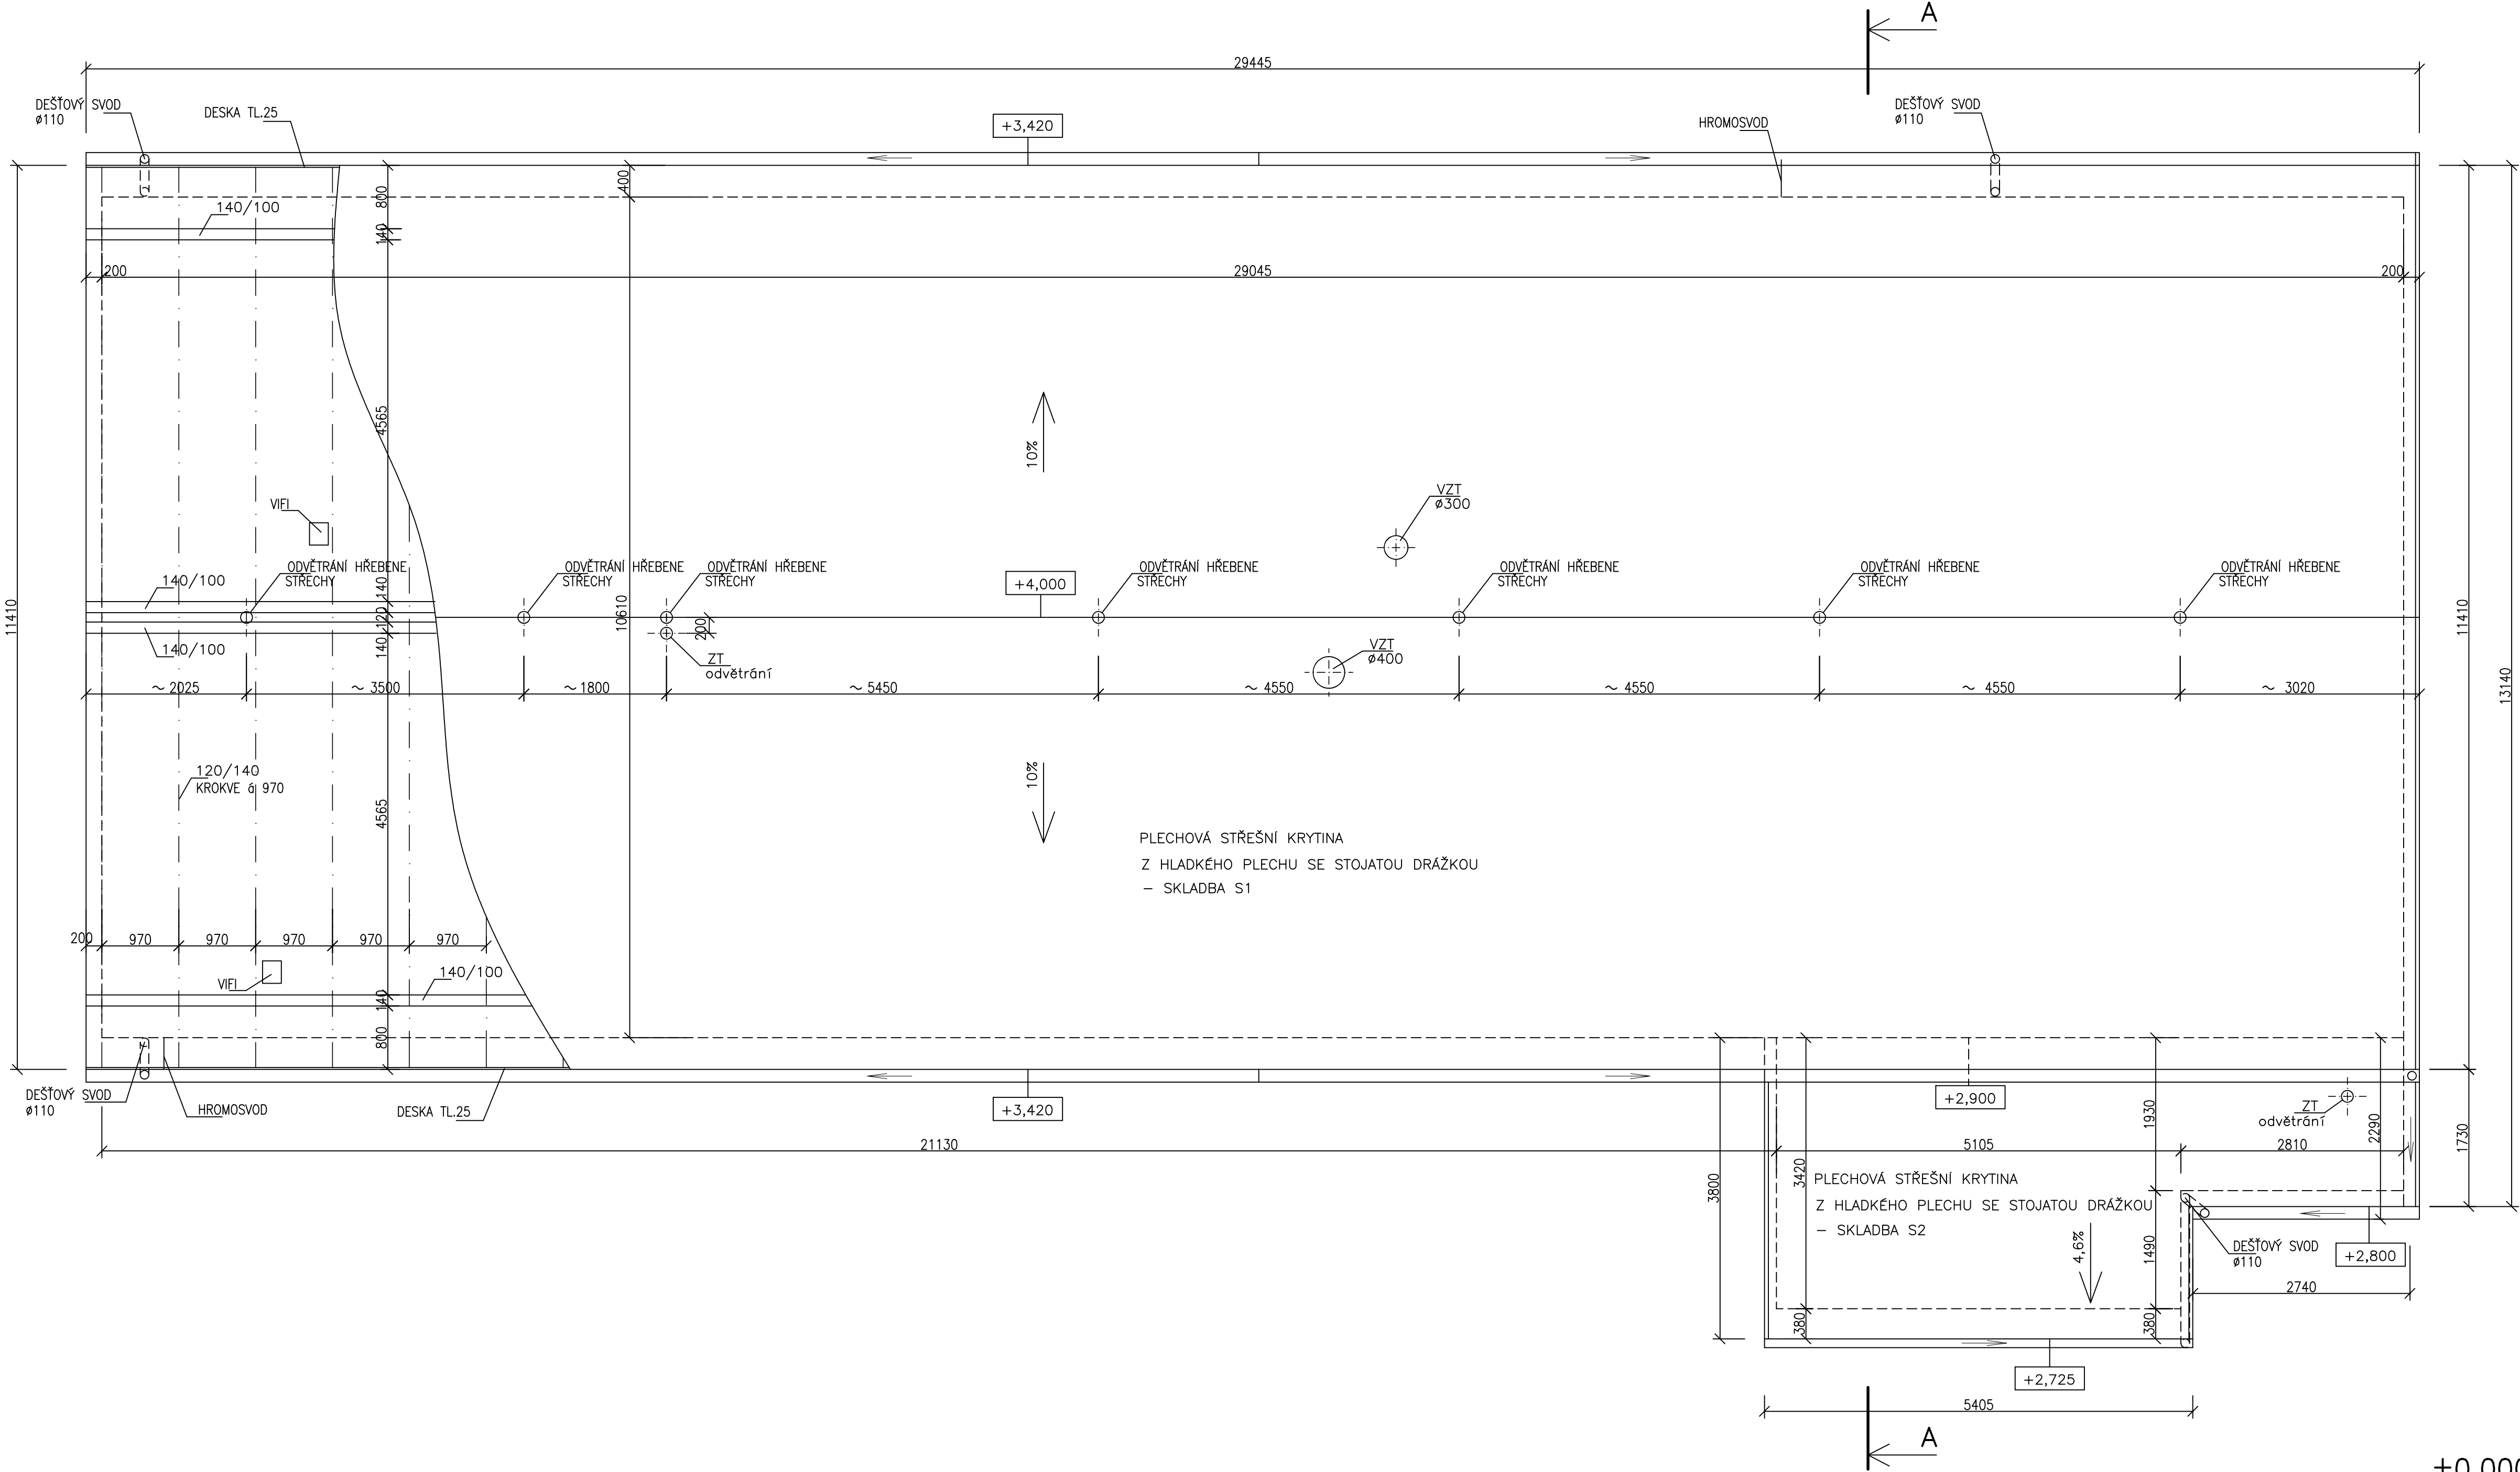 A
29445
DEŠŤOVÝ SVOD
ø110
DESKA TL.25
+3,420
HROMOSVOD
DEŠŤOVÝ SVOD
ø110
800
400
140/100
140
200
29045
200
4565
10%
VIFI
VZT
ø300
ODVĚTRÁNÍ HŘEBENE
STŘECHY
ODVĚTRÁNÍ HŘEBENE
STŘECHY
ODVĚTRÁNÍ HŘEBENE
STŘECHY
ODVĚTRÁNÍ HŘEBENE
STŘECHY
ODVĚTRÁNÍ HŘEBENE
STŘECHY
ODVĚTRÁNÍ HŘEBENE
STŘECHY
ODVĚTRÁNÍ HŘEBENE
STŘECHY
140/100
140
+4,000
11410
120
10610
200
11410
140/100
140
ZT
odvětrání
VZT
ø400
13140
~ 2025
~ 3500
~ 1800
~ 5450
~ 4550
~ 4550
~ 4550
~ 3020
120/140
KROKVE á 970
10%
4565
PLECHOVÁ STŘEŠNÍ KRYTINA
Z HLADKÉHO PLECHU SE STOJATOU DRÁŽKOU
– SKLADBA S1
200
970
970
970
970
970
VIFI
140/100
140
800
DEŠŤOVÝ SVOD
ø110
HROMOSVOD
DESKA TL.25
+3,420
+2,900
ZT
odvětrání
1930
2290
1730
21130
5105
2810
3800
3420
PLECHOVÁ STŘEŠNÍ KRYTINA
Z HLADKÉHO PLECHU SE STOJATOU DRÁŽKOU
– SKLADBA S2
4,6%
1490
DEŠŤOVÝ SVOD
ø110
+2,800
2740
380
380
+2,725
5405
A